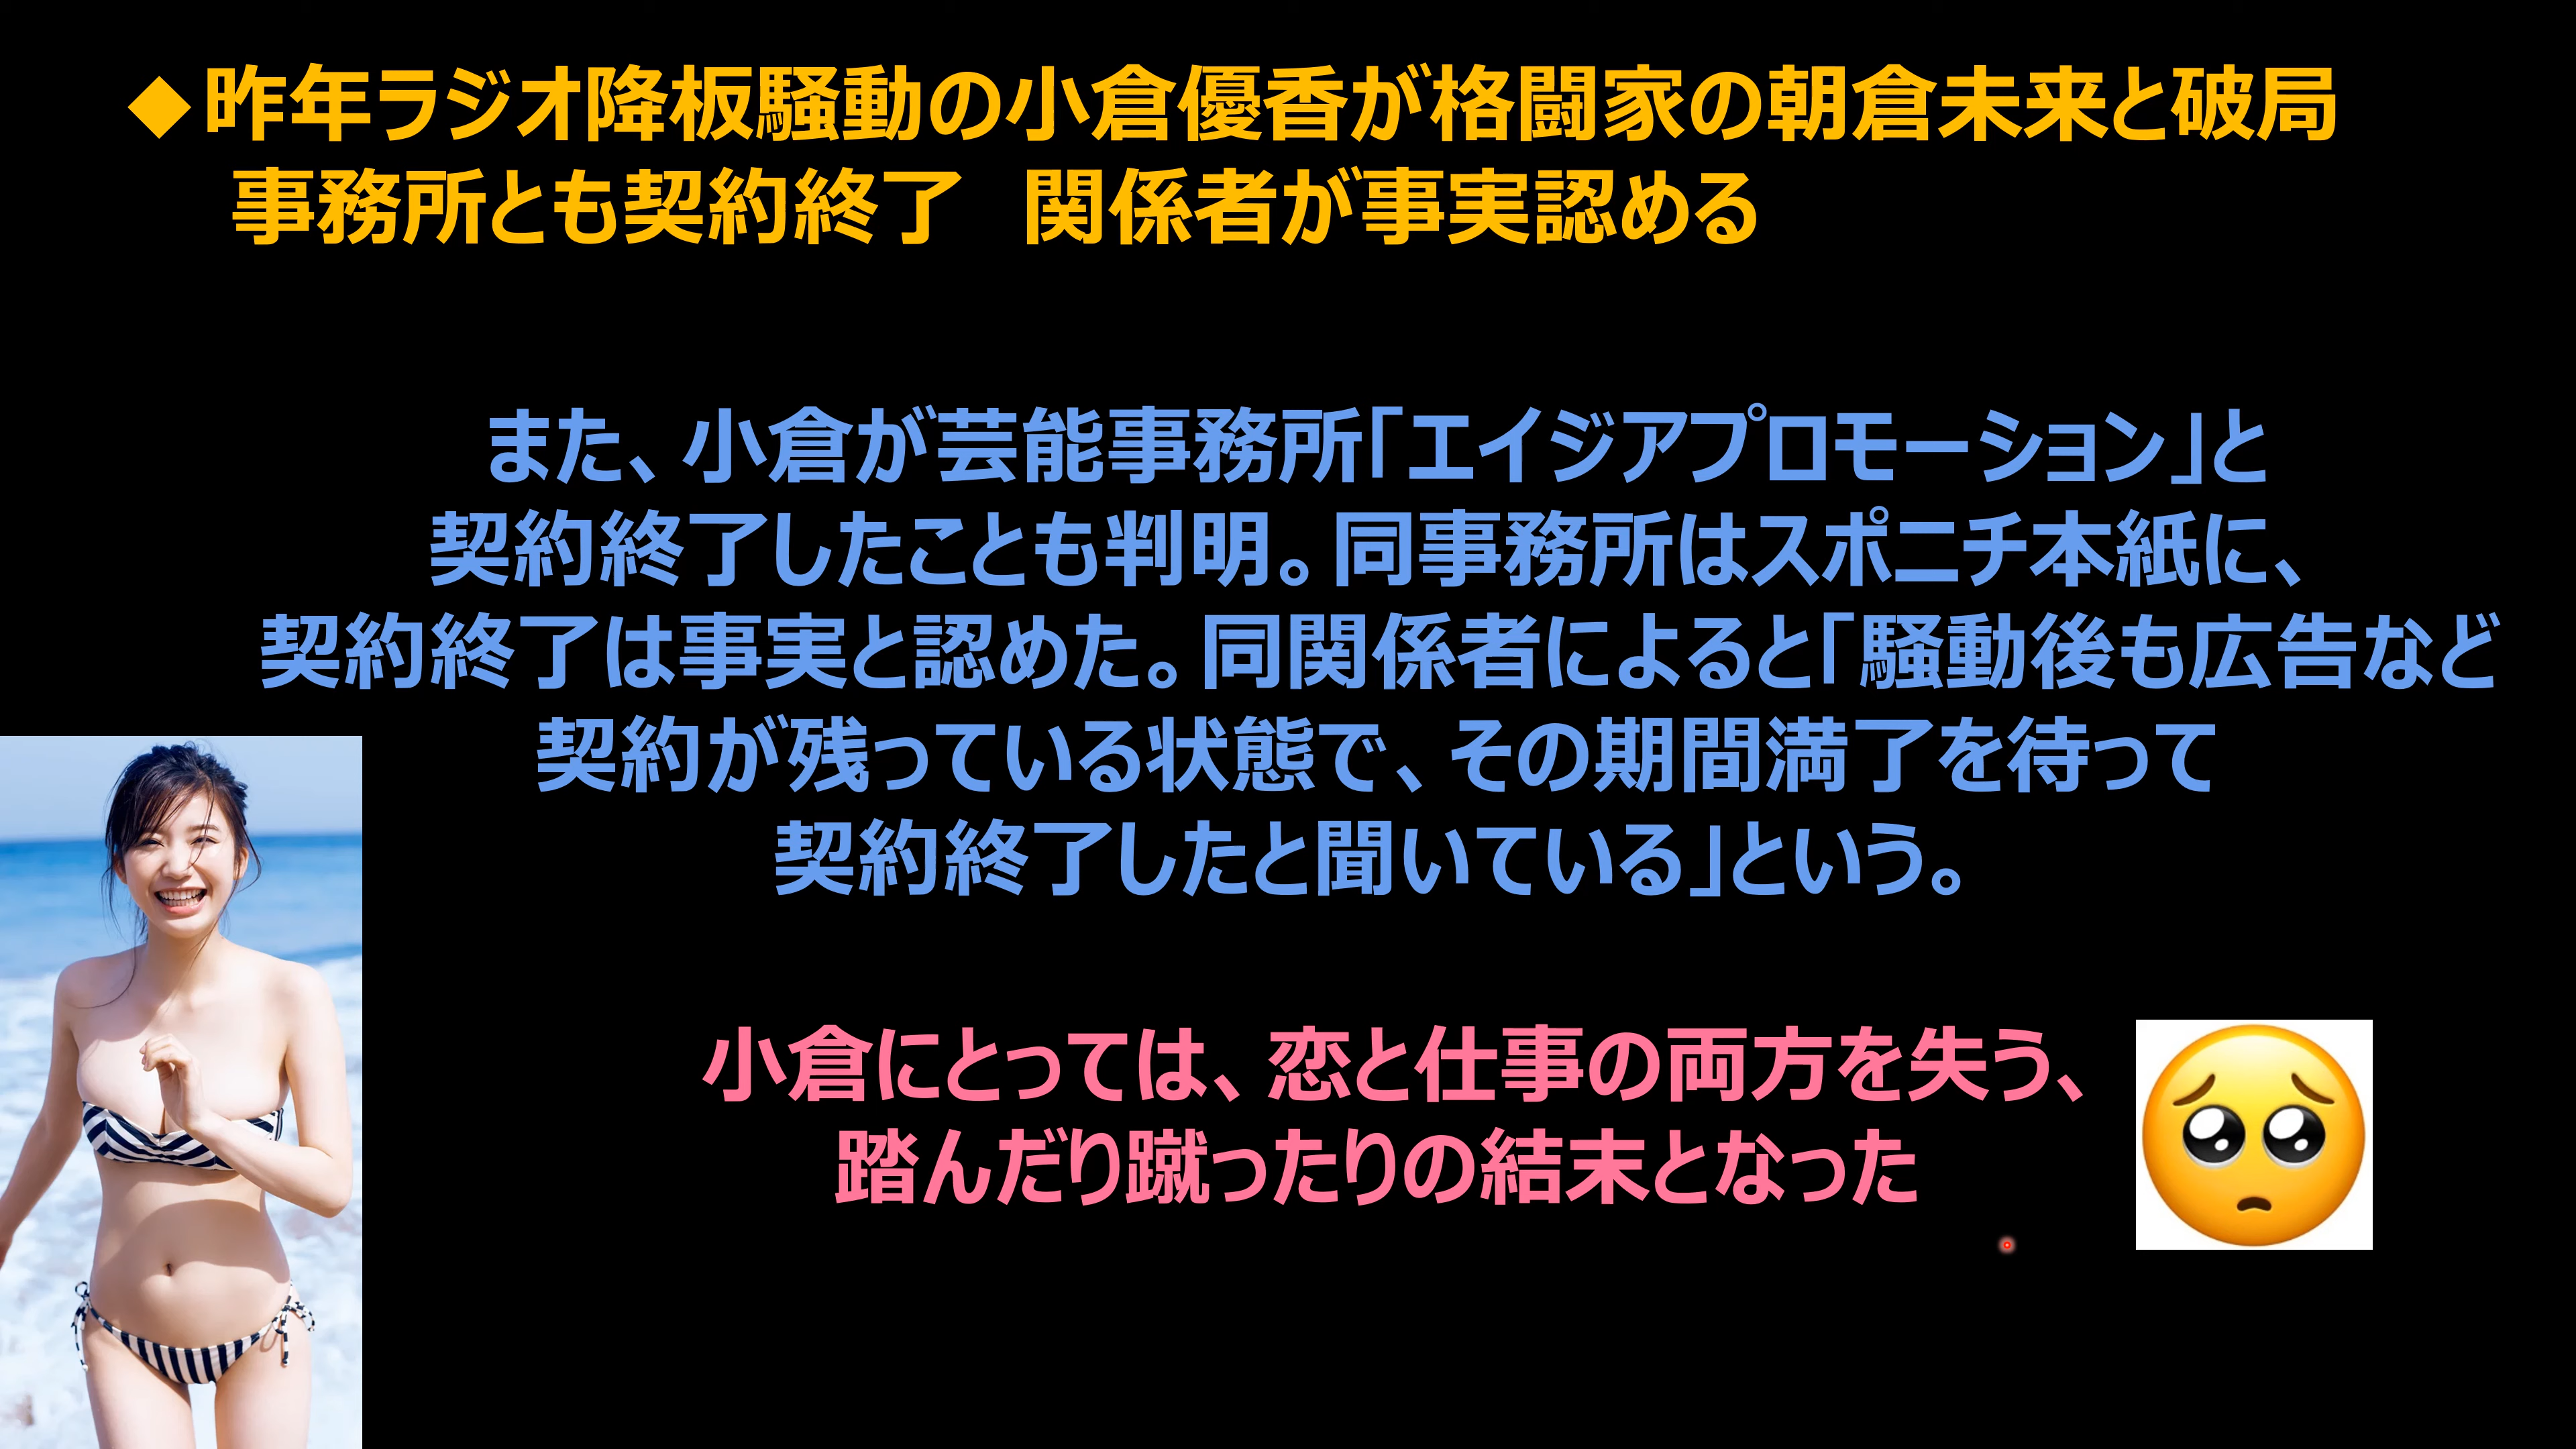 ◆昨年ラジオ降板騒動の小倉優香が格闘家の朝倉未来と破局
事務所とも契約終了　関係者が事実認める
また、小倉が芸能事務所「エイジアプロモーション」と
契約終了したことも判明。同事務所はスポニチ本紙に、
契約終了は事実と認めた。同関係者によると「騒動後も広告など
契約が残っている状態で、その期間満了を待って
契約終了したと聞いている」という。
小倉にとっては、恋と仕事の両方を失う、
踏んだり蹴ったりの結末となった